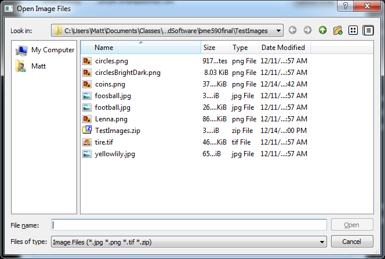 Open Image Files
Look in: C:\Users\Matt\Documents\Classes\...dSoftware\bme590final\TestImages
My Computer
Matt
Name Size Type Date Modified
circles.png 917...tes png File 12/11/...:57 AM
circlesBrightDark.png 8.03 KiB png File 12/11/...:57 AM
coins.png 37....KiB png File 12/14/...:42 AM
foosball.jpg 3....iB jpg File 12/11/...:57 AM
football.jpg 26....KiB jpg File 12/11/...:57 AM
Lenna.png 46....KiB png File 12/11/...:57 AM
TestImages.zip 3....iB zip File 12/14/...:00 PM
tire.tif 46...KiB tif File 12/11/...:57 AM
yellowlily.jpg 65...iB jpg File 12/11/...:57 AM
File name: Open
Files of type: Image Files (*.jpg *.png *.tif *.zip) Cancel